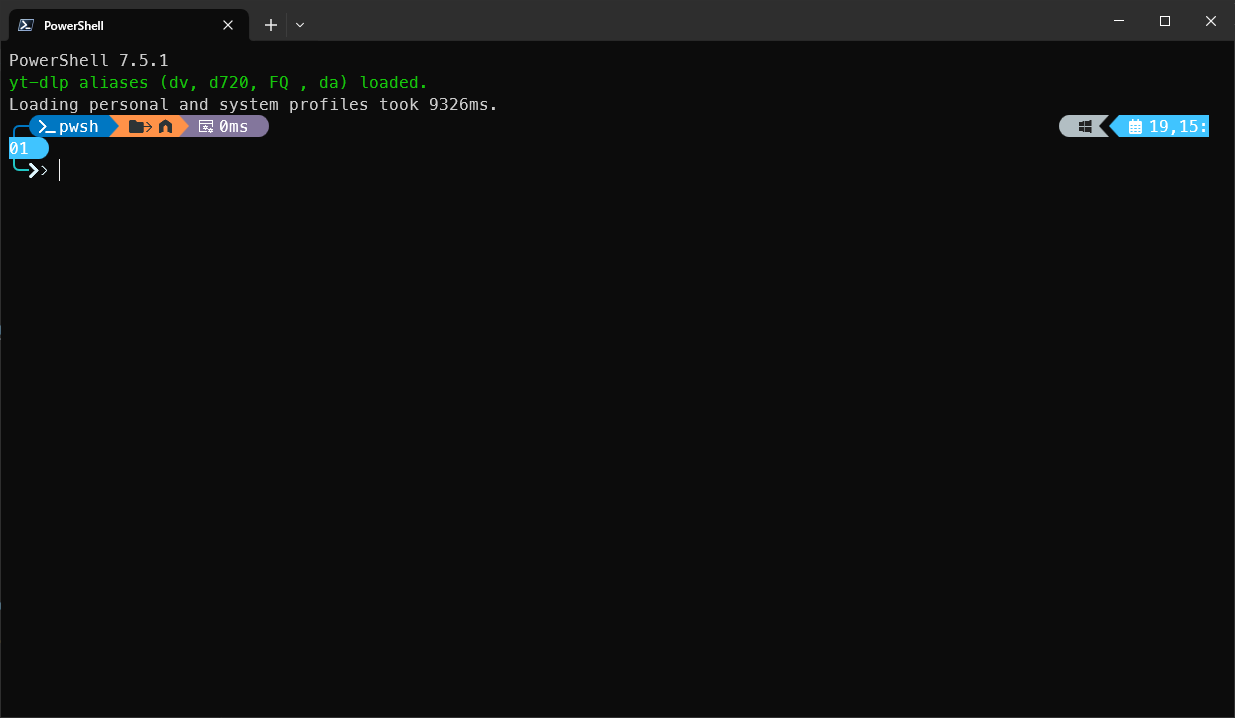 PowerShell
PowerShell 7.5.1
yt-dlp aliases (dv, d720, FQ , da) loaded.
Loading personal and system profiles took 9326ms.
pwsh 0ms 19,15:
01